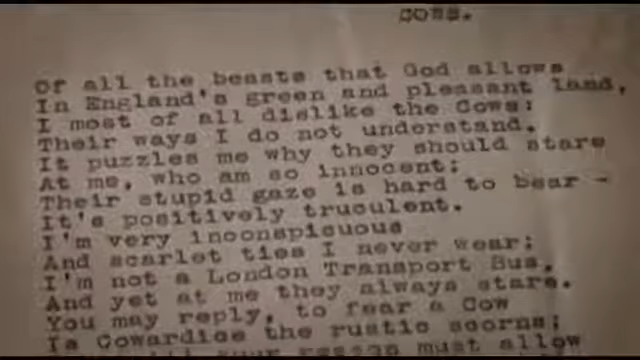 COWS.
Of all the beasts that God allows
In England's green and pleasant land,
I most of all dislike the Cows:
Their ways I do not understand.
It puzzles me why they should stare
At me, who am so innocent;
Their stupid gaze is hard to bear -
It's positively truculent.
I'm very inconspicuous
And scarlet ties I never wear;
I'm not a London Transport Bus,
And yet at me they always stare.
You may reply, to fear a Cow
Is Cowardice the rustic scorns;
your reason must allow